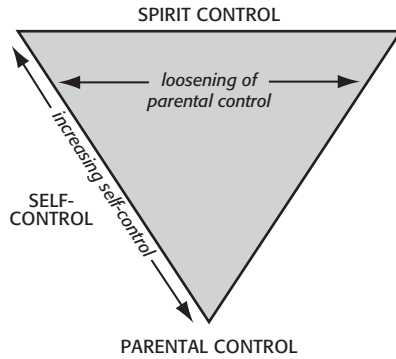 SPIRIT CONTROL
loosening of
parental control
increasing self-control
SELF-
CONTROL
PARENTAL CONTROL